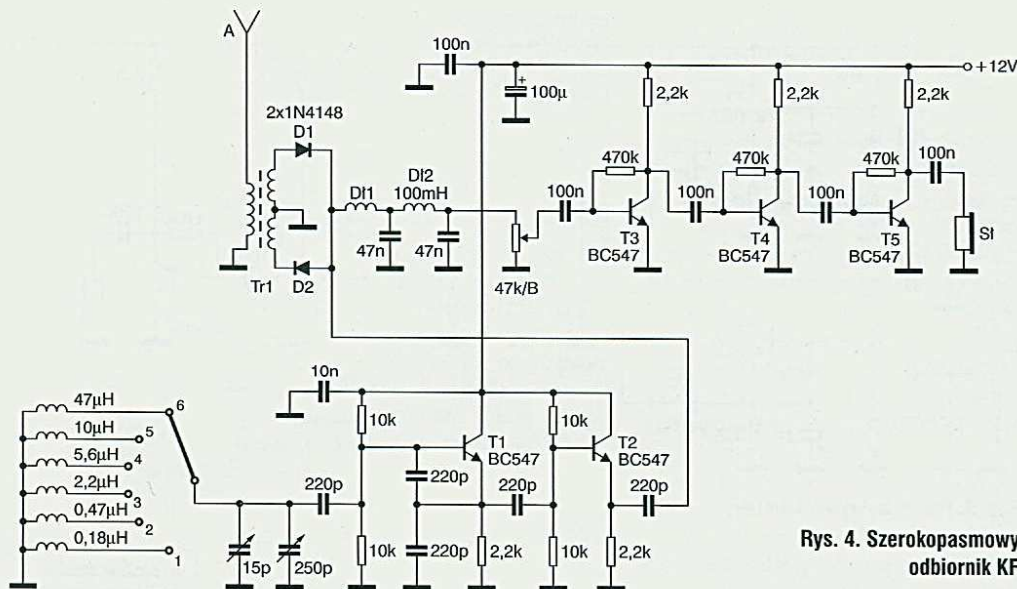 A
100n
+12V
+
100µ
2,2k
2,2k
2,2k
2x1N4148
D1
470k
470k
470k
100n
Dł1
Dł2
100mH
100n
100n
100n
47n
47n
T3
BC547
T4
BC547
T5
BC547
Sł
Tr1
D2
47k/B
10n
47µH
6
10k
10k
10µH
5
T1
BC547
T2
BC547
5,6µH
4
220p
220p
220p
220p
2,2µH
3
0,47µH
2
0,18µH
1
15p
250p
10k
220p
2,2k
10k
2,2k
Rys. 4. Szerokopasmowy
odbiornik KF